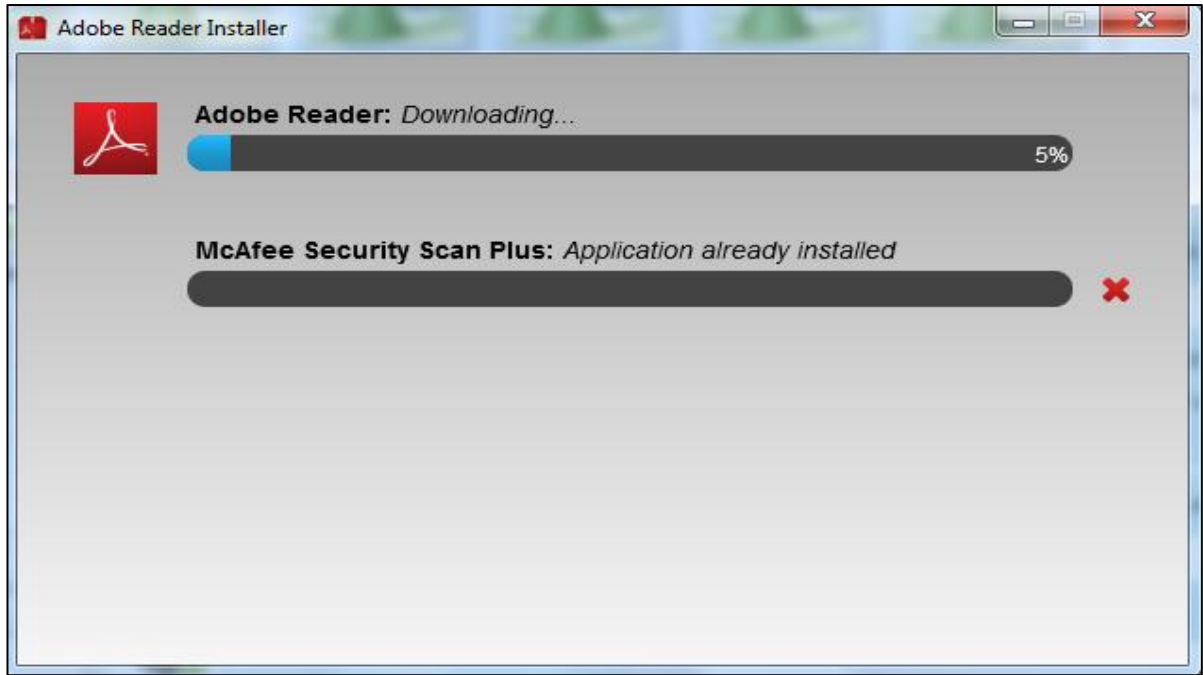 Adobe Reader Installer
Adobe Reader: Downloading...
5%
McAfee Security Scan Plus: Application already installed